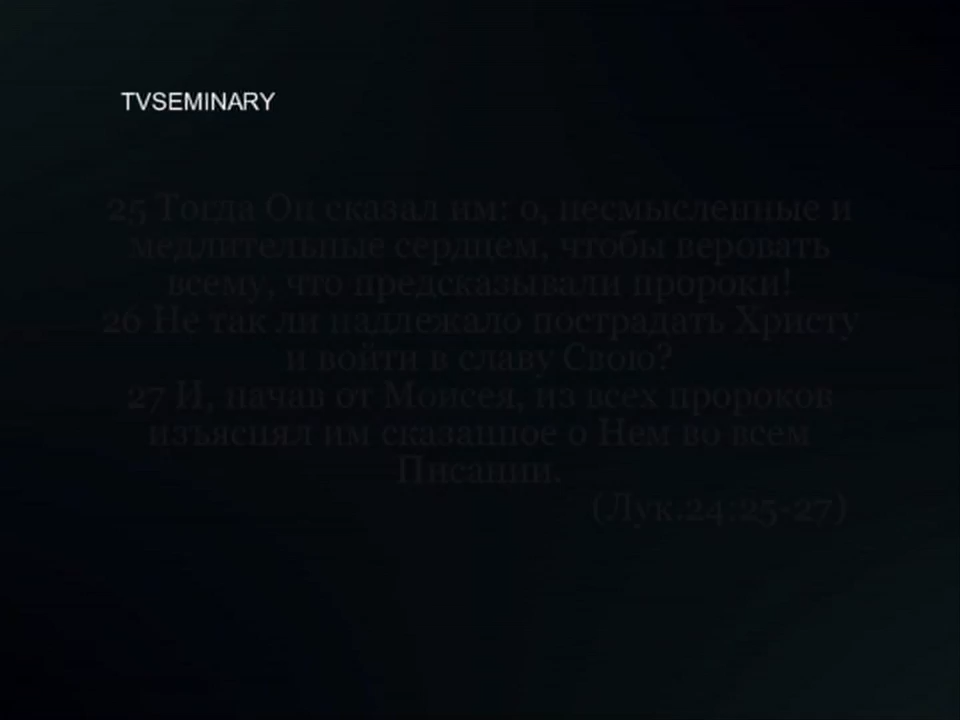 TVSEMINARY
25 Тогда Он сказал им: о, несмысленные и
медлительные сердцем, чтобы веровать
всему, что предсказывали пророки!
26 Не так ли надлежало пострадать Христу
и войти в славу Свою?
27 И, начав от Моисея, из всех пророков
изъяснял им сказанное о Нем во всем
Писании.
(Лук.24:25-27)